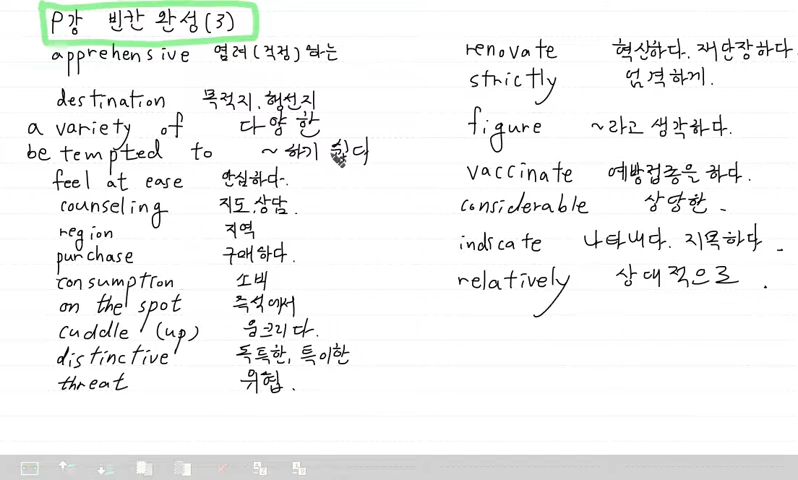 P강 빈칸 완성(3)
apprehensive 염려(걱정)하는
destination 목적지, 행선지
a variety of 다양한
be tempted to ~하기 싶다
feel at ease 안심하다.
counseling 지도, 상담.
region 지역
purchase 구매하다.
consumption 소비
on the spot 즉석에서
cuddle (up) 웅크리다.
distinctive 독특한, 특이한
threat 위협.
renovate 혁신하다. 재단장하다
strictly 엄격하게.
figure ~라고 생각하다.
vaccinate 예방접종을 하다.
considerable 상당한.
indicate 나타내다. 지목하다.
relatively 상대적으로.